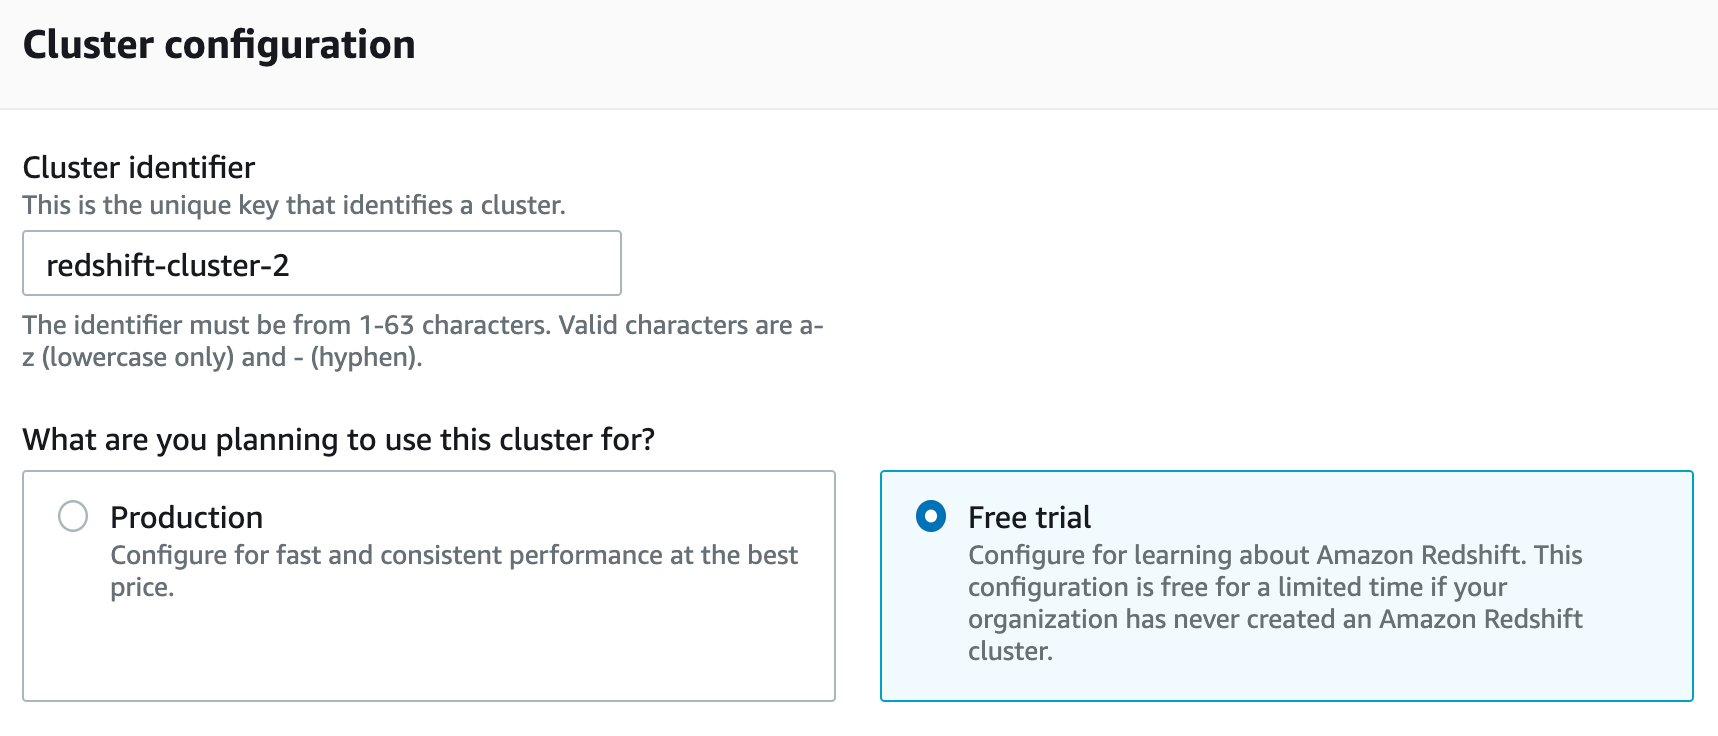 Cluster configuration
Cluster identifier
This is the unique key that identifies a cluster.
redshift-cluster-2
The identifier must be from 1-63 characters. Valid characters are a-
z (lowercase only) and - (hyphen).
What are you planning to use this cluster for?
Production
Configure for fast and consistent performance at the best
price.
Free trial
Configure for learning about Amazon Redshift. This
configuration is free for a limited time if your
organization has never created an Amazon Redshift
cluster.